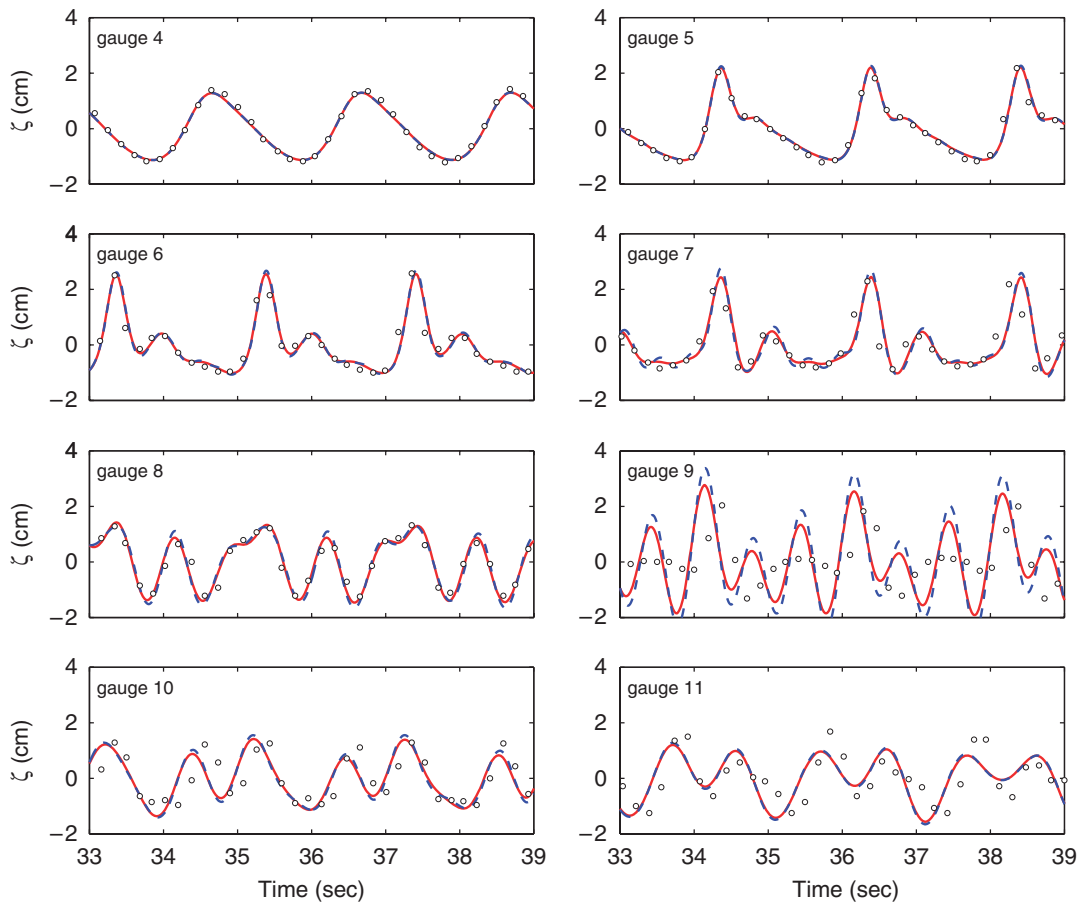 4
gauge 4
2
ζ (cm)
0
−2
4
gauge 5
2
ζ (cm)
0
−2
4
gauge 6
2
ζ (cm)
0
−2
4
gauge 7
2
0
−2
4
gauge 8
2
ζ (cm)
0
−2
4
gauge 9
2
0
−2
4
gauge 10
2
ζ (cm)
0
−2
33 34 35 36 37 38 39
Time (sec)
4
gauge 11
2
0
−2
33 34 35 36 37 38 39
Time (sec)